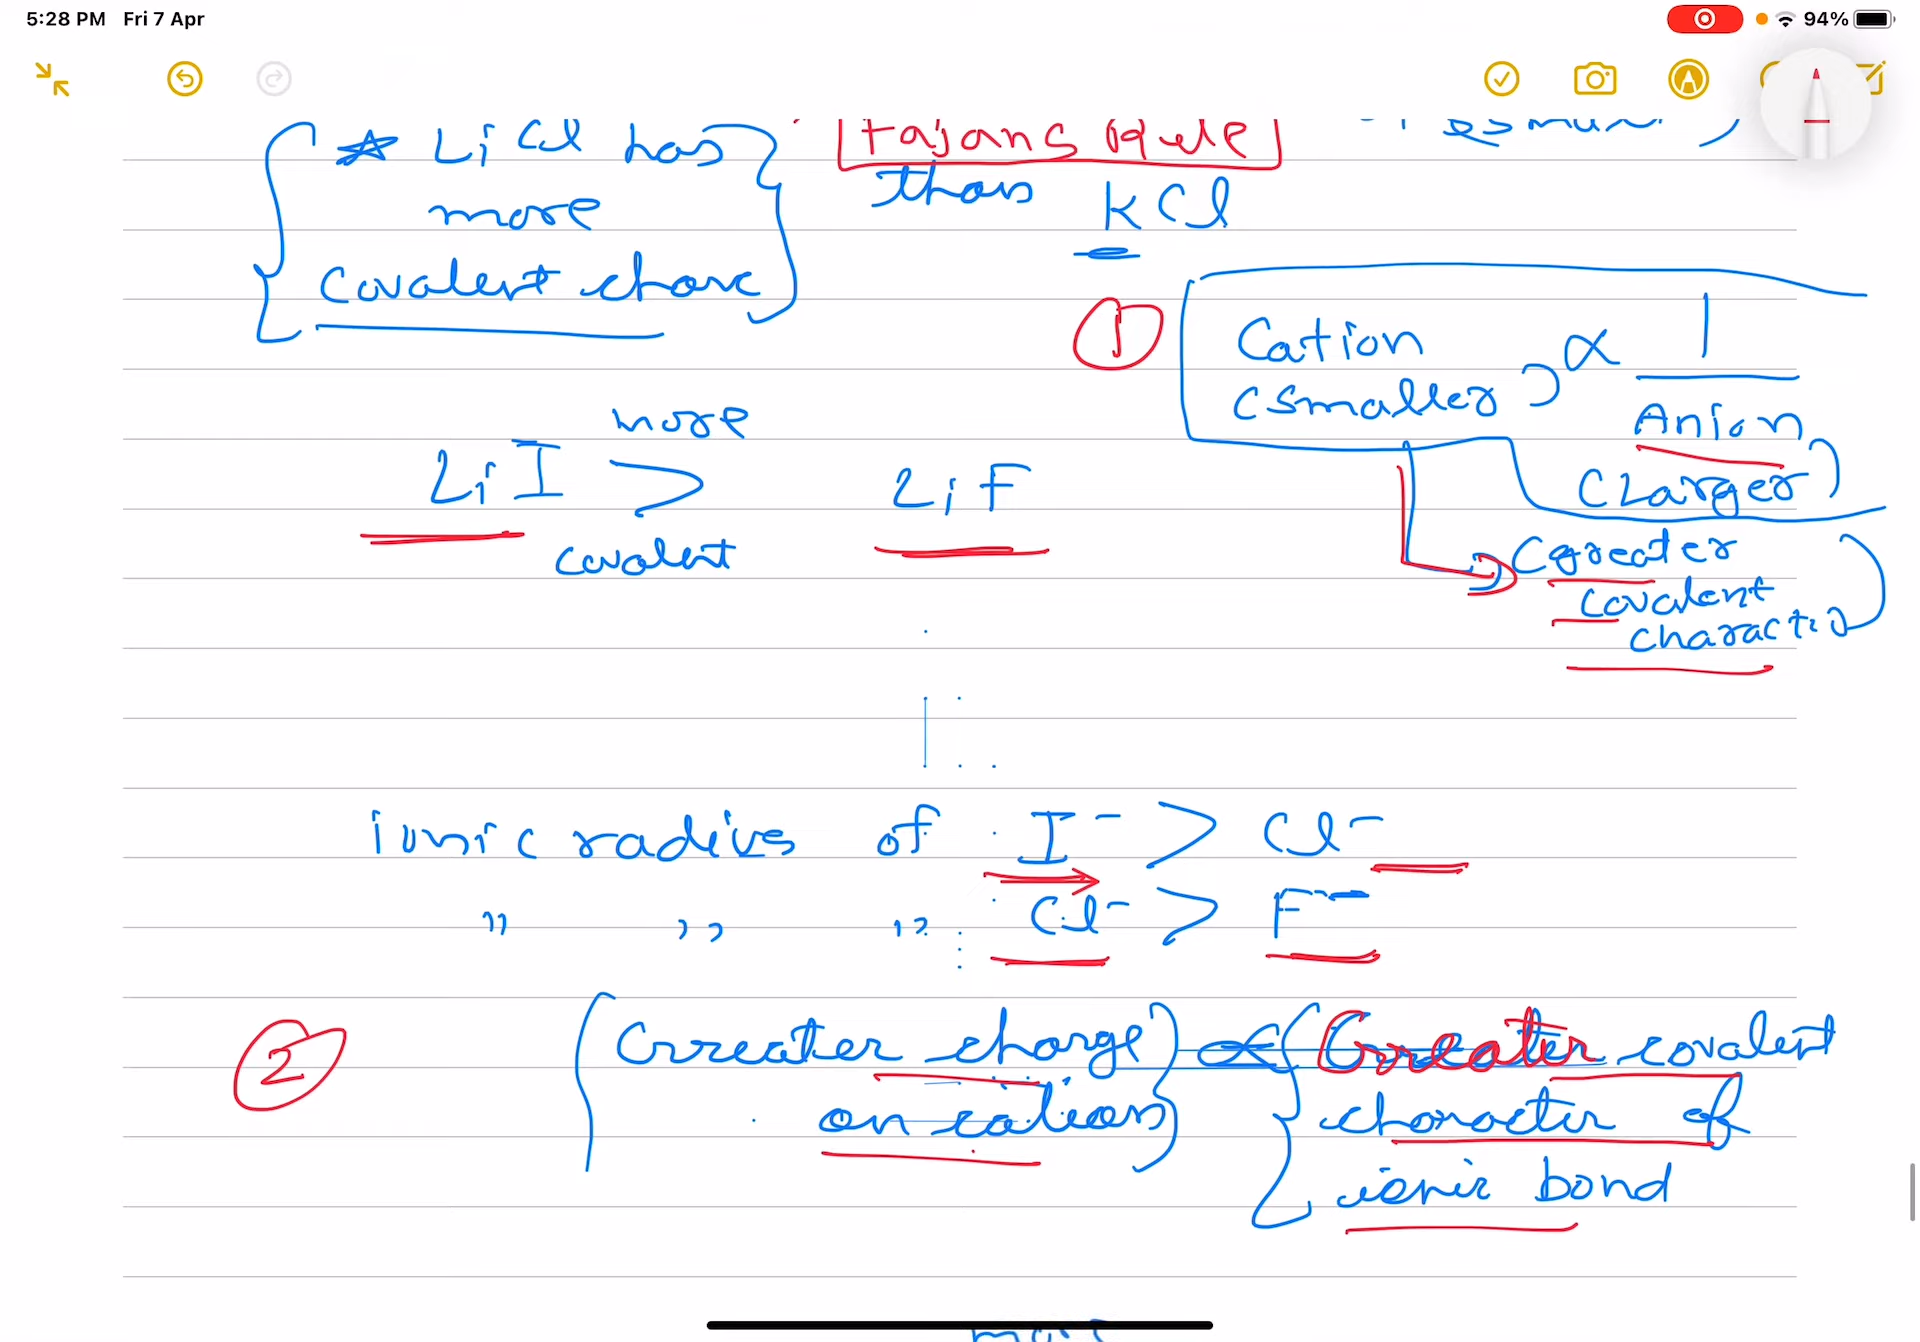 5:28 PM Fri 7 Apr
94%
☆ LiCl has
more
covalent charc
Fajans Rule
than KCl
①
Cation
(smaller) ∝ 1
Anion
(Larger)
(greater
covalent
character)
more
LiI > LiF
covalent
ionic radius of I⁻ > Cl⁻
" " " Cl⁻ > F⁻
②
(Greater charge
on cations)
∝ (Greater covalent
character of
ionic bond